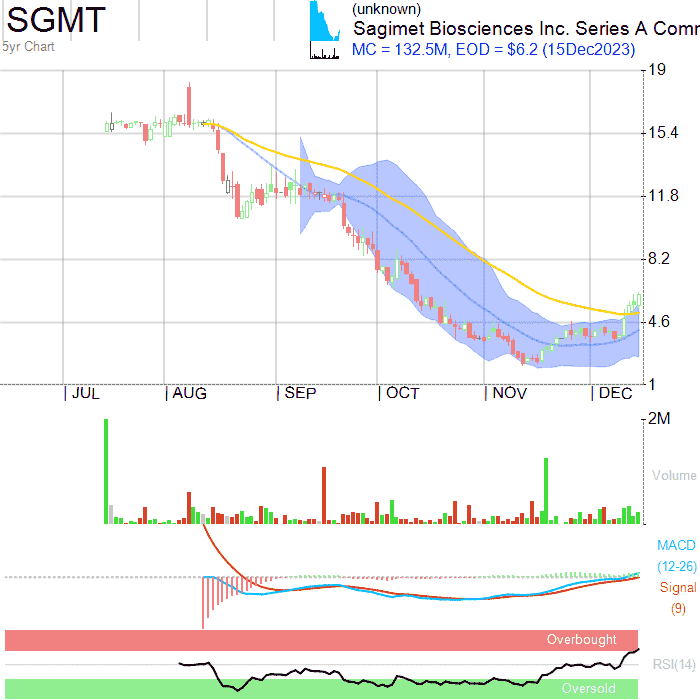 SGMT
5yr Chart
(unknown)
Sagimet Biosciences Inc. Series A Comr
MC = 132.5M, EOD = $6.2 (15Dec2023)
19
15.4
11.8
8.2
4.6
1
JUL AUG SEP OCT NOV DEC
2M
Volume
MACD
(12-26)
Signal
(9)
Overbought
RSI(14)
Oversold